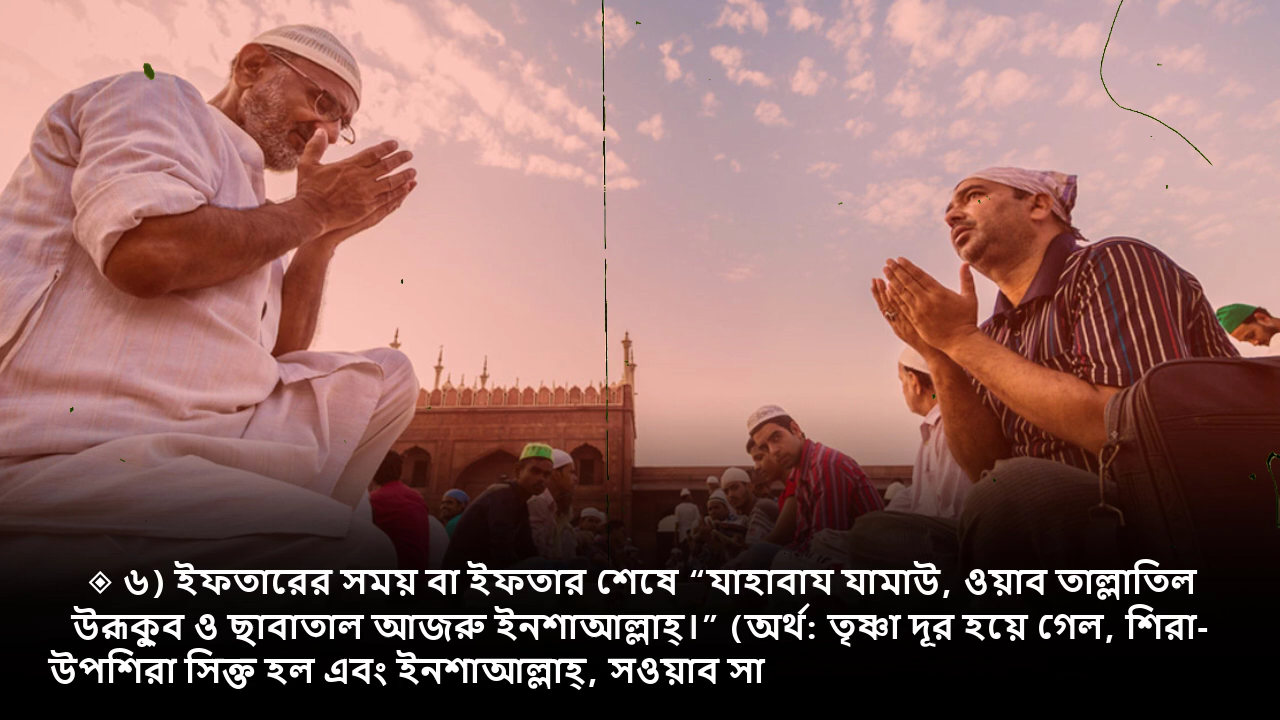 ◈ ৬) ইফতারের সময় বা ইফতার শেষে “যাহাবায যামাউ, ওয়াব তাল্লাতিল
উরূকুব ও ছাবাতাল আজরু ইনশাআল্লাহ্।” (অর্থ: তৃষ্ণা দূর হয়ে গেল, শিরা-
উপশিরা সিক্ত হল এবং ইনশাআল্লাহ্, সওয়াব সা